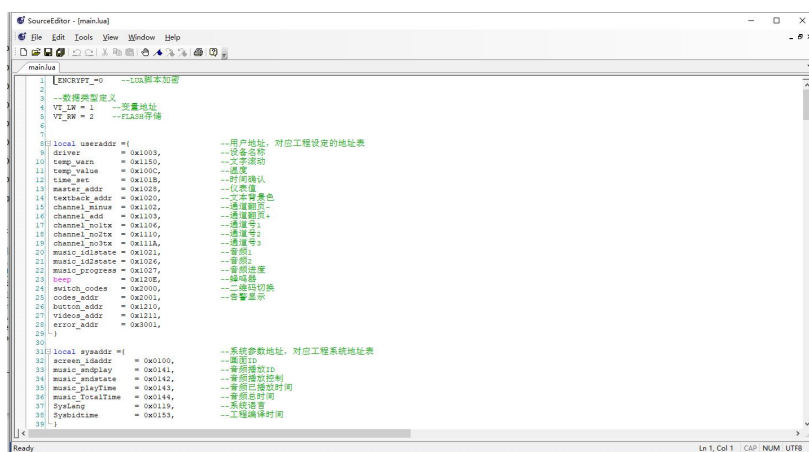 SourceEditor - [main.lua]
File Edit Tools View Window Help
main.lua
1 _ENCRYPT_=0 --LUA脚本加密
2
3 --数据类型定义
4 VT_LW = 1 --变量地址
5 VT_RW = 2 --FLASH存储
6
7
8 local useraddr ={ --用户地址, 对应工程设定的地址表
9 driver = 0x1003, --设备名称
10 temp_warn = 0x1150, --文字滚动
11 temp_value = 0x100C, --温度
12 time_set = 0x101B, --时间确认
13 master_addr = 0x1028, --仪表值
14 textback_addr = 0x1020, --文本背景色
15 channel_minus = 0x1102, --通道翻页-
16 channel_add = 0x1103, --通道翻页+
17 channel_no1tx = 0x1106, --通道号1
18 channel_no2tx = 0x1110, --通道号2
19 channel_no3tx = 0x111A, --通道号3
20 music_id1state = 0x1021, --音频1
21 music_id2state = 0x1026, --音频2
22 music_progress = 0x1027, --音频进度
23 beep = 0x120E, --蜂鸣器
24 switch_codes = 0x2000, --二维码切换
25 codes_addr = 0x2001, --告警显示
26 button_addr = 0x1210,
27 videos_addr = 0x1211,
28 error_addr = 0x3001,
29 }
30
31 local sysaddr ={ --系统参数地址, 对应工程系统地址表
32 screen_idaddr = 0x0100, --画面ID
33 music_sndplay = 0x0141, --音频播放ID
34 music_sndstate = 0x0142, --音频播放控制
35 music_playTime = 0x0143, --音频已播放时间
36 music_TotalTime = 0x0144, --音频总时间
37 SysLang = 0x0119, --系统语言
38 Sysbidtime = 0x0153, --工程编译时间
39 }
Ready Ln 1, Col 1 CAP NUM UTF8